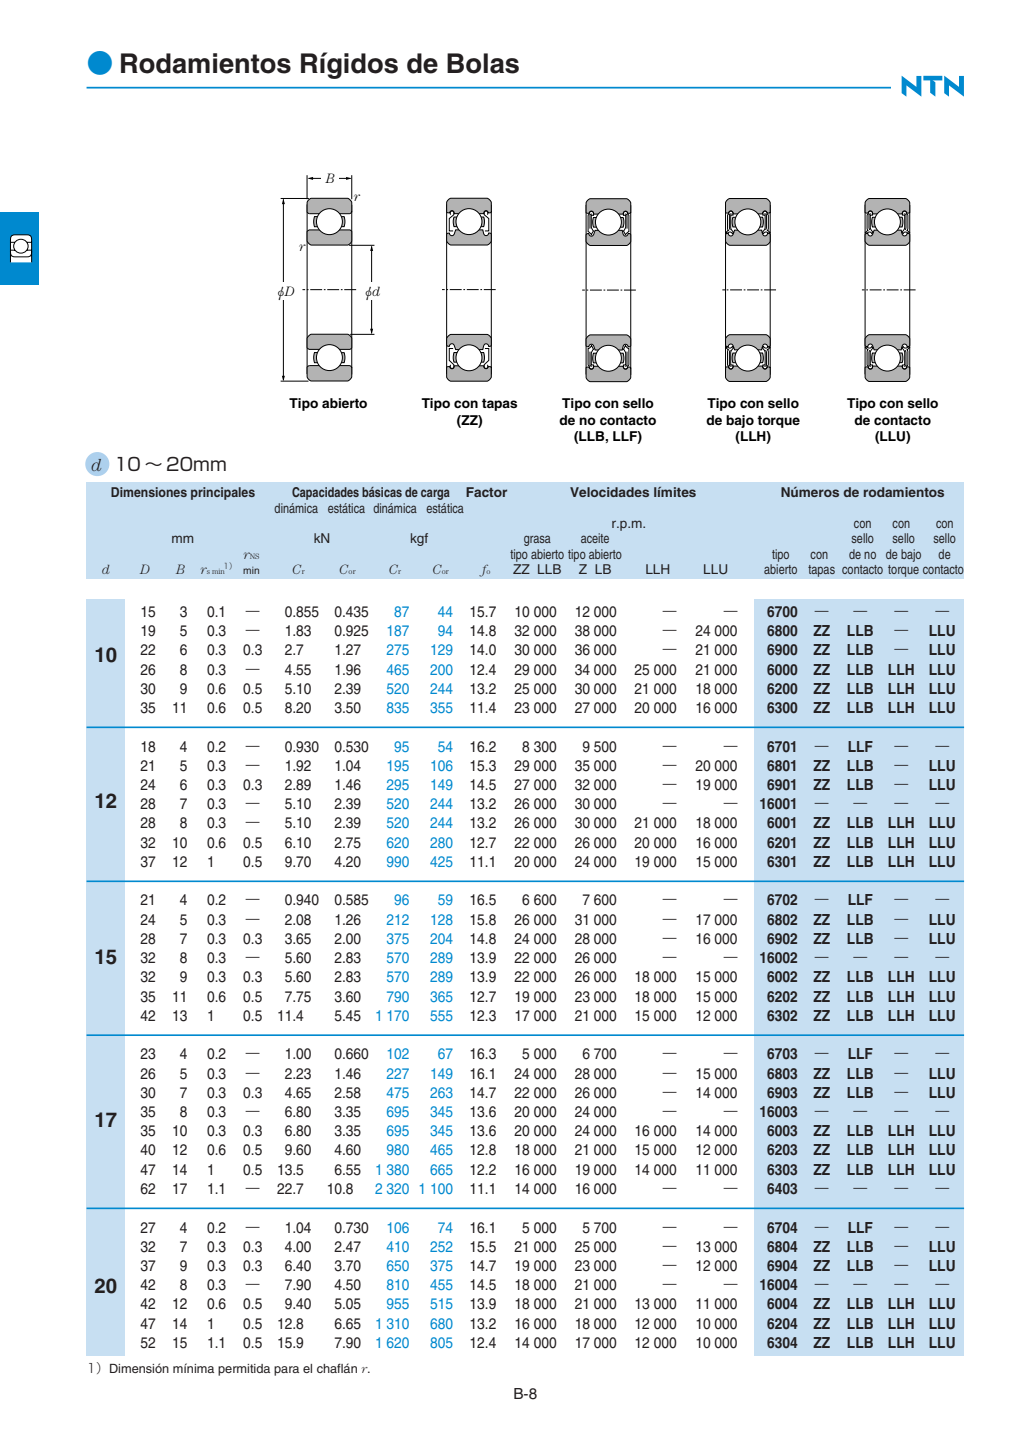 Rodamientos Rígidos de Bolas
NTN
B
r
r
φD
φd
Tipo abierto
Tipo con tapas
(ZZ)
Tipo con sello
de no contacto
(LLB, LLF)
Tipo con sello
de bajo torque
(LLH)
Tipo con sello
de contacto
(LLU)
d 10～20mm
Dimensiones principales Capacidades básicas de carga Factor Velocidades límites Números de rodamientos
dinámica estática dinámica estática
r.p.m. con con con
mm kN kgf grasa aceite sello sello sello
rNS tipo abierto tipo abierto tipo con de no de bajo de
d D B rs min1) min Cr Cor Cr Cor fo ZZ LLB Z LB LLH LLU abierto tapas contacto torque contacto
10
15 3 0.1 — 0.855 0.435 87 44 15.7 10 000 12 000 — — 6700 — — — —
19 5 0.3 — 1.83 0.925 187 94 14.8 32 000 38 000 — 24 000 6800 ZZ LLB — LLU
22 6 0.3 0.3 2.7 1.27 275 129 14.0 30 000 36 000 — 21 000 6900 ZZ LLB — LLU
26 8 0.3 — 4.55 1.96 465 200 12.4 29 000 34 000 25 000 21 000 6000 ZZ LLB LLH LLU
30 9 0.6 0.5 5.10 2.39 520 244 13.2 25 000 30 000 21 000 18 000 6200 ZZ LLB LLH LLU
35 11 0.6 0.5 8.20 3.50 835 355 11.4 23 000 27 000 20 000 16 000 6300 ZZ LLB LLH LLU
12
18 4 0.2 — 0.930 0.530 95 54 16.2 8 300 9 500 — — 6701 — LLF — —
21 5 0.3 — 1.92 1.04 195 106 15.3 29 000 35 000 — 20 000 6801 ZZ LLB — LLU
24 6 0.3 0.3 2.89 1.46 295 149 14.5 27 000 32 000 — 19 000 6901 ZZ LLB — LLU
28 7 0.3 — 5.10 2.39 520 244 13.2 26 000 30 000 — — 16001 — — — —
28 8 0.3 — 5.10 2.39 520 244 13.2 26 000 30 000 21 000 18 000 6001 ZZ LLB LLH LLU
32 10 0.6 0.5 6.10 2.75 620 280 12.7 22 000 26 000 20 000 16 000 6201 ZZ LLB LLH LLU
37 12 1 0.5 9.70 4.20 990 425 11.1 20 000 24 000 19 000 15 000 6301 ZZ LLB LLH LLU
15
21 4 0.2 — 0.940 0.585 96 59 16.5 6 600 7 600 — — 6702 — LLF — —
24 5 0.3 — 2.08 1.26 212 128 15.8 26 000 31 000 — 17 000 6802 ZZ LLB — LLU
28 7 0.3 0.3 3.65 2.00 375 204 14.8 24 000 28 000 — 16 000 6902 ZZ LLB — LLU
32 8 0.3 — 5.60 2.83 570 289 13.9 22 000 26 000 — — 16002 — — — —
32 9 0.3 0.3 5.60 2.83 570 289 13.9 22 000 26 000 18 000 15 000 6002 ZZ LLB LLH LLU
35 11 0.6 0.5 7.75 3.60 790 365 12.7 19 000 23 000 18 000 15 000 6202 ZZ LLB LLH LLU
42 13 1 0.5 11.4 5.45 1 170 555 12.3 17 000 21 000 15 000 12 000 6302 ZZ LLB LLH LLU
17
23 4 0.2 — 1.00 0.660 102 67 16.3 5 000 6 700 — — 6703 — LLF — —
26 5 0.3 — 2.23 1.46 227 149 16.1 24 000 28 000 — 15 000 6803 ZZ LLB — LLU
30 7 0.3 0.3 4.65 2.58 475 263 14.7 22 000 26 000 — 14 000 6903 ZZ LLB — LLU
35 8 0.3 — 6.80 3.35 695 345 13.6 20 000 24 000 — — 16003 — — — —
35 10 0.3 0.3 6.80 3.35 695 345 13.6 20 000 24 000 16 000 14 000 6003 ZZ LLB LLH LLU
40 12 0.6 0.5 9.60 4.60 980 465 12.8 18 000 21 000 15 000 12 000 6203 ZZ LLB LLH LLU
47 14 1 0.5 13.5 6.55 1 380 665 12.2 16 000 19 000 14 000 11 000 6303 ZZ LLB LLH LLU
62 17 1.1 — 22.7 10.8 2 320 1 100 11.1 14 000 16 000 — — 6403 — — — —
20
27 4 0.2 — 1.04 0.730 106 74 16.1 5 000 5 700 — — 6704 — LLF — —
32 7 0.3 0.3 4.00 2.47 410 252 15.5 21 000 25 000 — 13 000 6804 ZZ LLB — LLU
37 9 0.3 0.3 6.40 3.70 650 375 14.7 19 000 23 000 — 12 000 6904 ZZ LLB — LLU
42 8 0.3 — 7.90 4.50 810 455 14.5 18 000 21 000 — — 16004 — — — —
42 12 0.6 0.5 9.40 5.05 955 515 13.9 18 000 21 000 13 000 11 000 6004 ZZ LLB LLH LLU
47 14 1 0.5 12.8 6.65 1 310 680 13.2 16 000 18 000 12 000 10 000 6204 ZZ LLB LLH LLU
52 15 1.1 0.5 15.9 7.90 1 620 805 12.4 14 000 17 000 12 000 10 000 6304 ZZ LLB LLH LLU
1) Dimensión mínima permitida para el chaflán r.
B-8